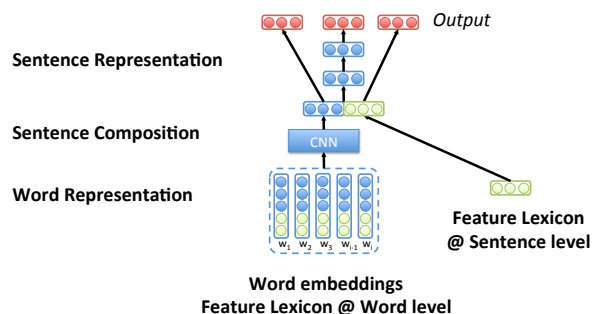 Output
Sentence Representation
Sentence Composition
CNN
Word Representation
w1 w2 w3 wi-1 wi
Feature Lexicon
@ Sentence level
Word embeddings
Feature Lexicon @ Word level